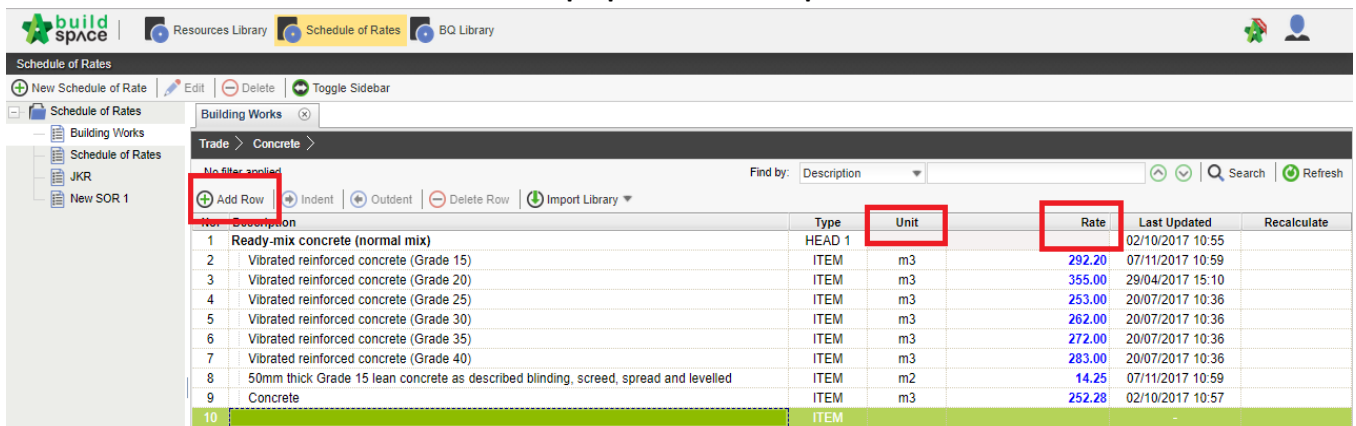 build space
Resources Library Schedule of Rates BQ Library
Schedule of Rates
New Schedule of Rate Edit Delete Toggle Sidebar
Schedule of Rates
Building Works
Schedule of Rates
JKR
New SOR 1
Building Works
Trade > Concrete >
No filter applied Find by: Description Search Refresh
Add Row Indent Outdent Delete Row Import Library
No. Description Type Unit Rate Last Updated Recalculate
1 Ready-mix concrete (normal mix) HEAD 1 02/10/2017 10:55
2 Vibrated reinforced concrete (Grade 15) ITEM m3 292.20 07/11/2017 10:59
3 Vibrated reinforced concrete (Grade 20) ITEM m3 355.00 29/04/2017 15:10
4 Vibrated reinforced concrete (Grade 25) ITEM m3 253.00 20/07/2017 10:36
5 Vibrated reinforced concrete (Grade 30) ITEM m3 262.00 20/07/2017 10:36
6 Vibrated reinforced concrete (Grade 35) ITEM m3 272.00 20/07/2017 10:36
7 Vibrated reinforced concrete (Grade 40) ITEM m3 283.00 20/07/2017 10:36
8 50mm thick Grade 15 lean concrete as described blinding, screed, spread and levelled ITEM m2 14.25 07/11/2017 10:59
9 Concrete ITEM m3 252.28 02/10/2017 10:57
10 ITEM -